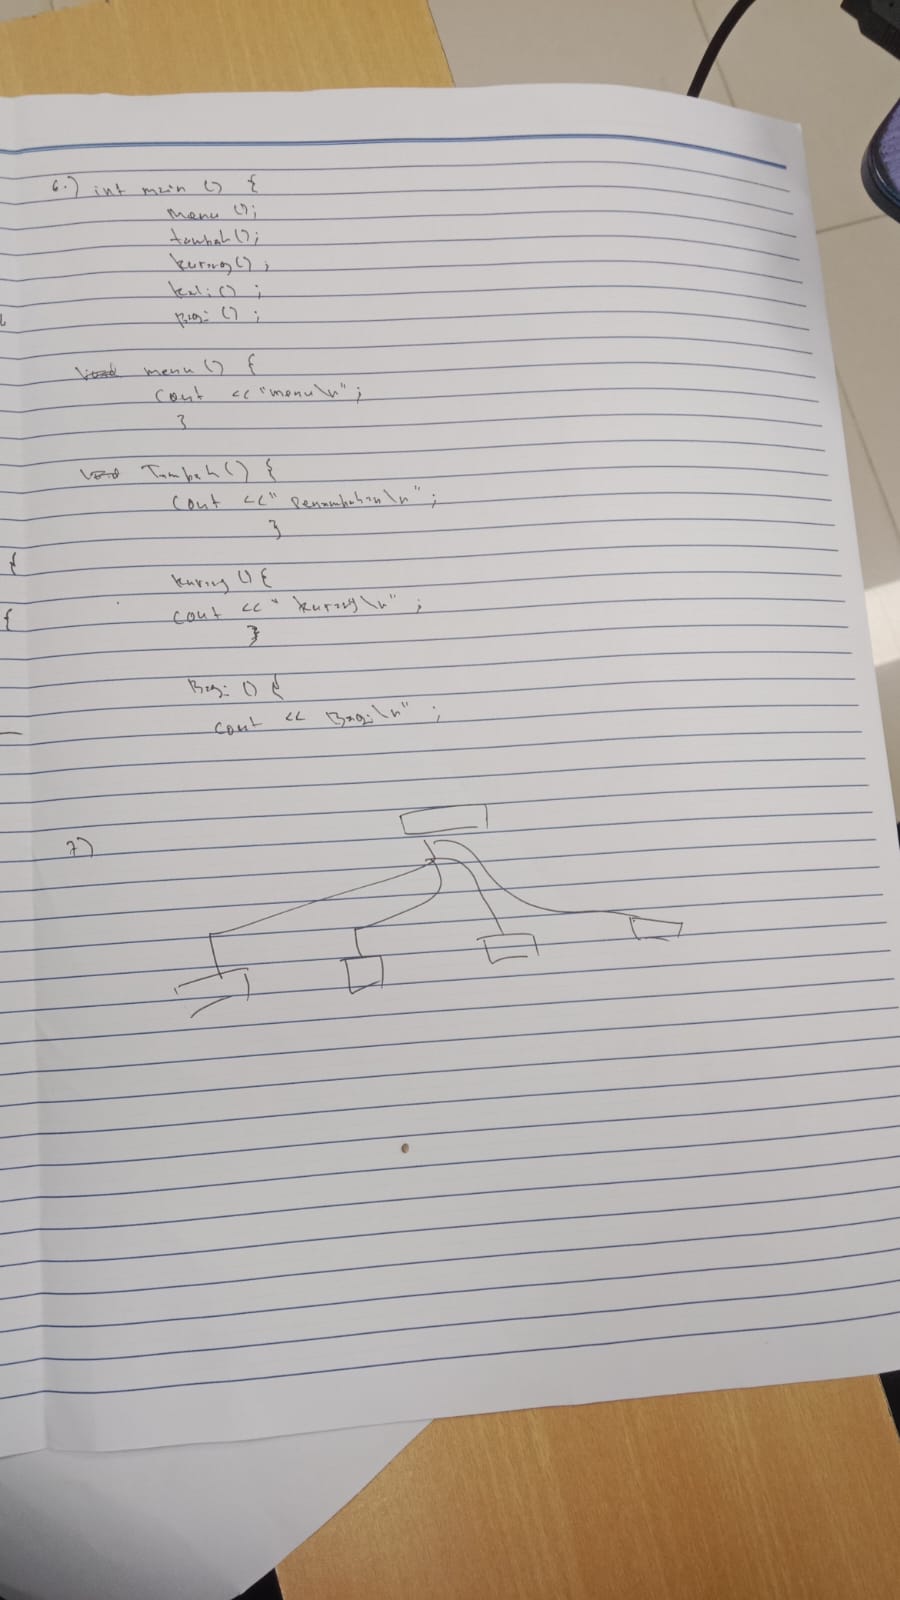 6.) int main () {
menu ();
tambah ();
kurang () ;
kali () ;
Bagi () ;
void menu () {
cout << "menu\n" ;
}
void Tambah () {
cout << " Penambahan\n" ;
}
kurang () {
cout << " kurang\n" ;
}
Bagi () {
cout << Bagi\n" ;
7)
{
{